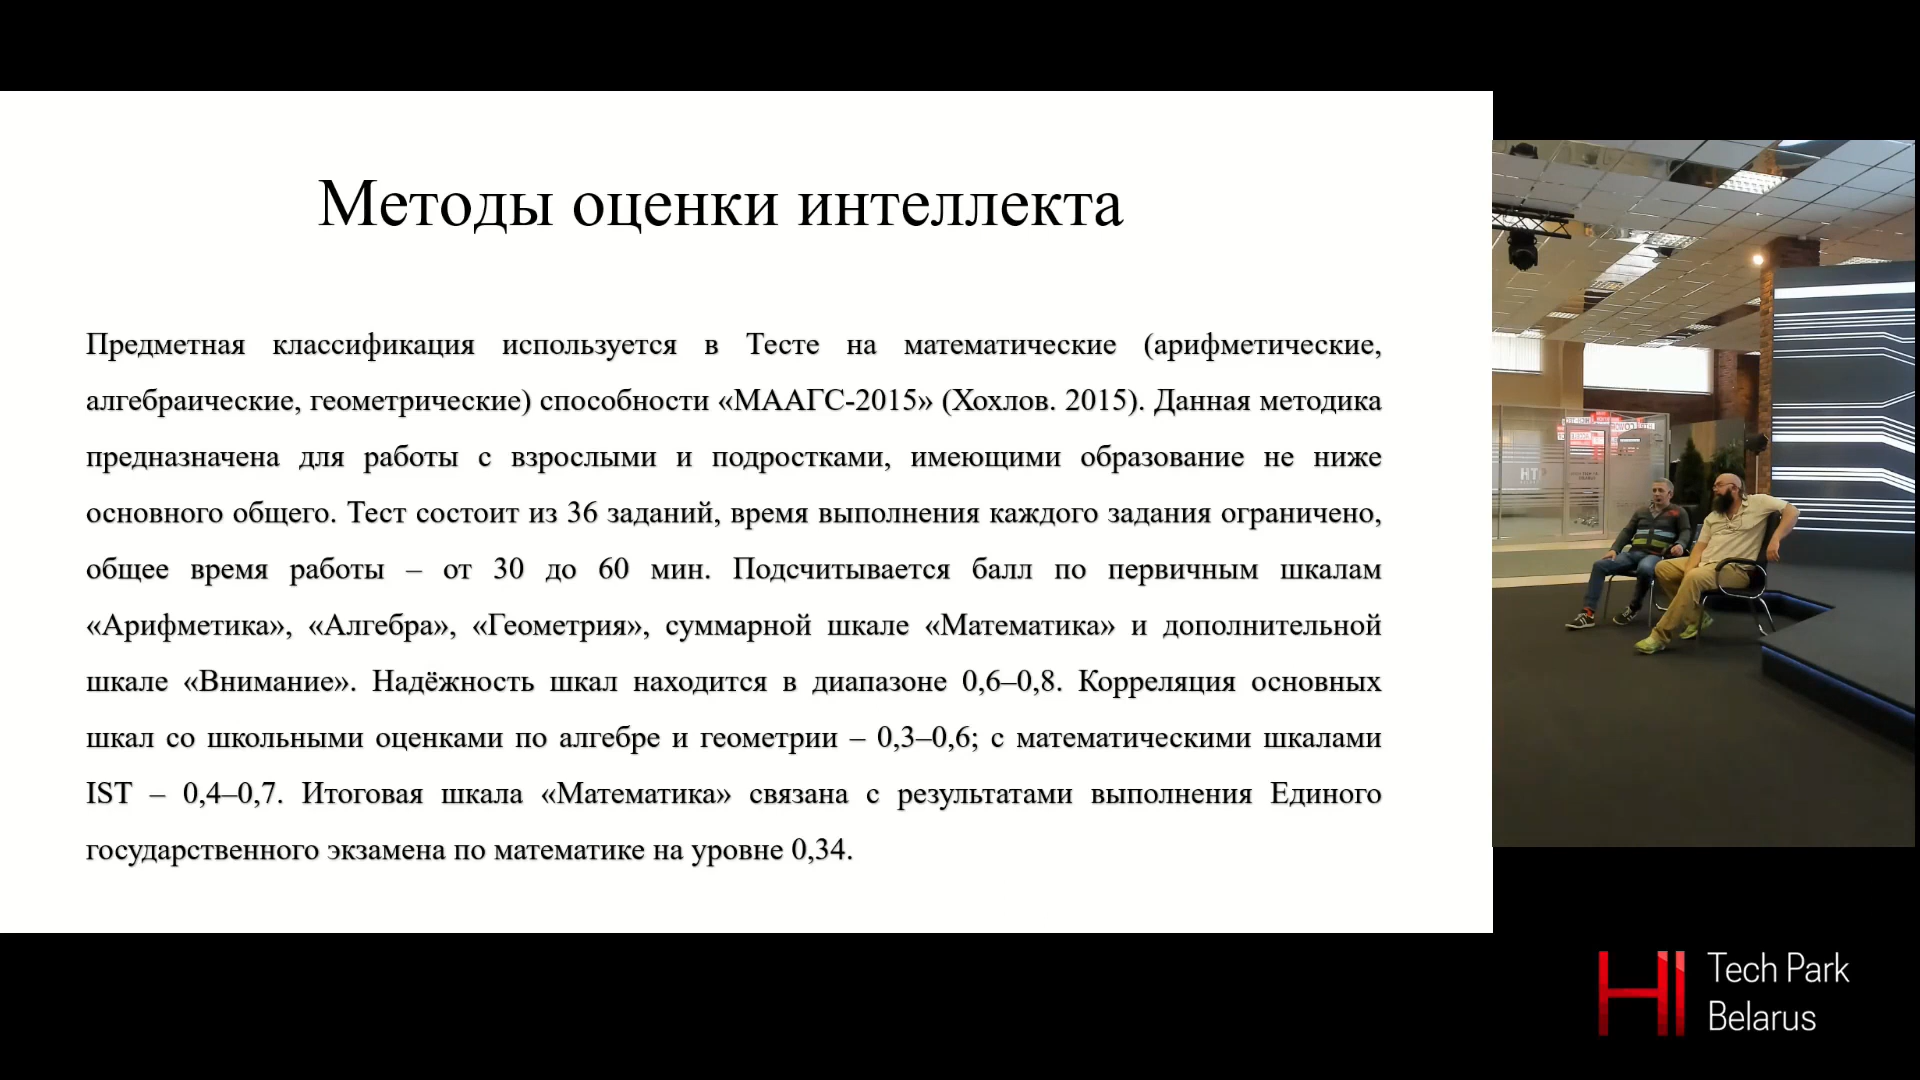 Методы оценки интеллекта
Предметная классификация используется в Тесте на математические (арифметические,
алгебраические, геометрические) способности «МААГС-2015» (Хохлов. 2015). Данная методика
предназначена для работы с взрослыми и подростками, имеющими образование не ниже
основного общего. Тест состоит из 36 заданий, время выполнения каждого задания ограничено,
общее время работы – от 30 до 60 мин. Подсчитывается балл по первичным шкалам
«Арифметика», «Алгебра», «Геометрия», суммарной шкале «Математика» и дополнительной
шкале «Внимание». Надёжность шкал находится в диапазоне 0,6–0,8. Корреляция основных
шкал со школьными оценками по алгебре и геометрии – 0,3–0,6; с математическими шкалами
IST – 0,4–0,7. Итоговая шкала «Математика» связана с результатами выполнения Единого
государственного экзамена по математике на уровне 0,34.
HI Tech Park
Belarus